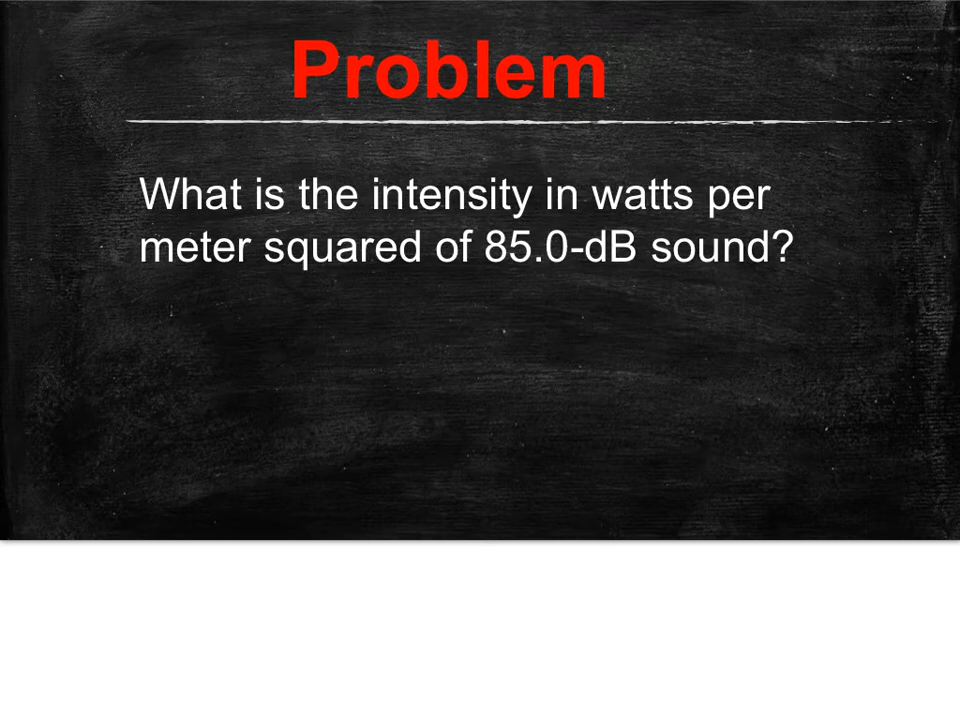 Problem
What is the intensity in watts per
meter squared of 85.0-dB sound?